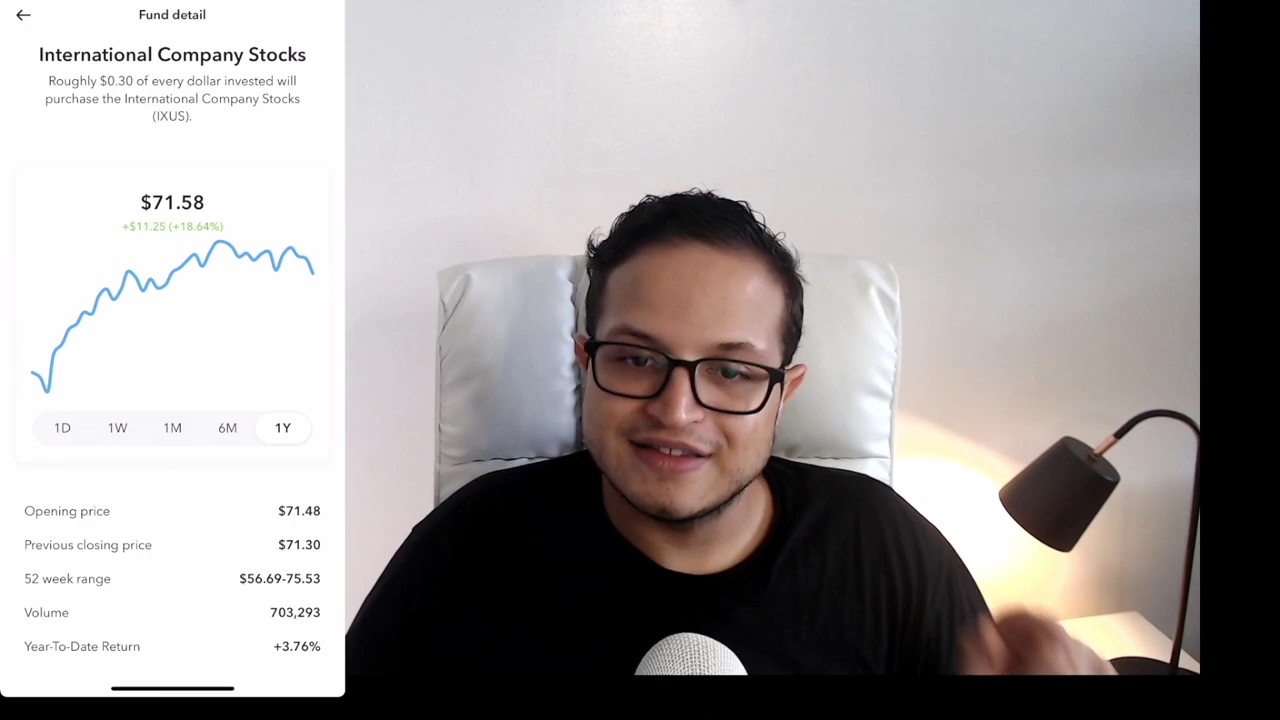 Fund detail
International Company Stocks
Roughly $0.30 of every dollar invested will
purchase the International Company Stocks
(IXUS).
$71.58
+$11.25 (+18.64%)
1D 1W 1M 6M 1Y
Opening price $71.48
Previous closing price $71.30
52 week range $56.69-75.53
Volume 703,293
Year-To-Date Return +3.76%